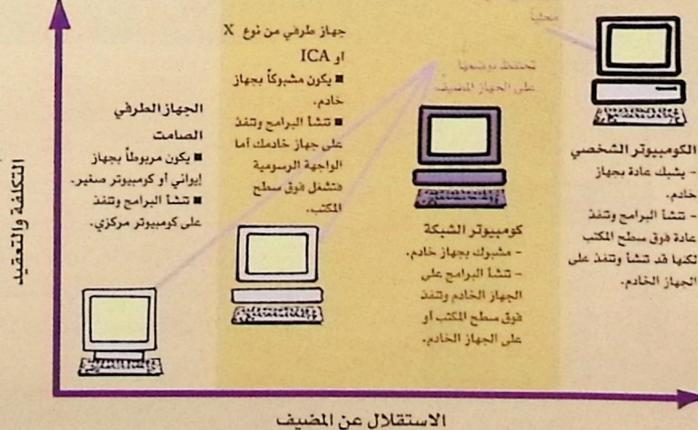 محلياً
تحتفظ بوضعها
على الجهاز المضيف.
الكومبيوتر الشخصي
- يشبك عادة بجهاز
خادم.
- تنشأ البرامج وتنفذ
عادة فوق سطح المكتب
لكنها قد تنشأ وتنفذ على
الجهاز الخادم.
كومبيوتر الشبكة
- مشبوك بجهاز خادم.
- تنشأ البرامج على
الجهاز الخادم وتنفذ
فوق سطح المكتب أو
على الجهاز الخادم.
جهاز طرفي من نوع X
او ICA
■ يكون مشبوكاً بجهاز
خادم.
■ تنشأ البرامج وتنفذ
على جهاز خادمك أما
الواجهة الرسومية
فتشغل فوق سطح
المكتب.
الجهاز الطرفي
الصامت
■ يكون مربوطاً بجهاز
إيواني أو كومبيوتر صغير.
■ تنشأ البرامج وتنفذ
على كومبيوتر مركزي.
التكلفة والتعقيد
الاستقلال عن المضيف